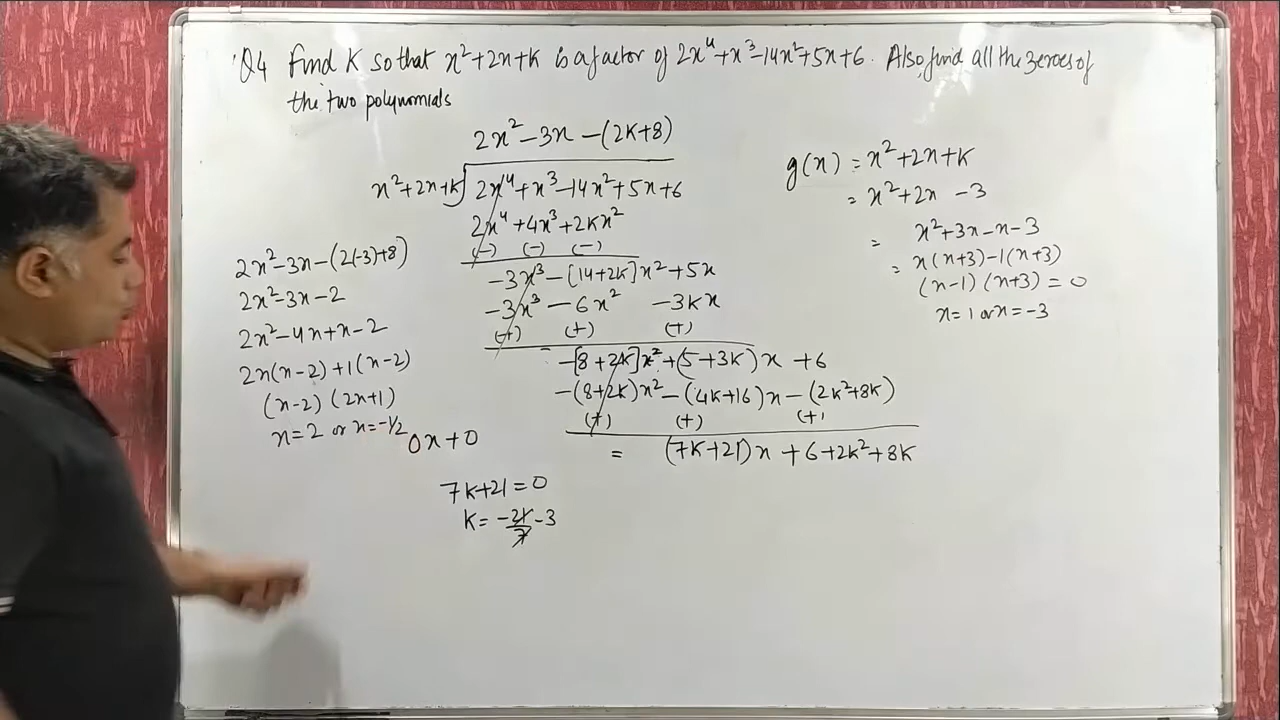 Q4 Find K so that x²+2x+K is a factor of 2x⁴+x³-14x²+5x+6. Also, find all the zeroes of
the two polynomials
2x²-3x-(2K+8)
x²+2x+K ) 2x⁴+x³-14x²+5x+6
2x⁴+4x³+2Kx²
(-) (-) (-)
-3x³-[14+2K]x²+5x
-3x³-6x² -3Kx
(+) (+) (+)
-[8+2K]x²+(5+3K)x +6
-(8+2K)x²-(4K+16)x-(2K²+8K)
(+) (+) (+)
= (7K+21)x+6+2K²+8K
0x+0
7K+21=0
K=-21/7-3
2x²-3x-(2(-3)+8)
2x²-3x-2
2x²-4x+x-2
2x(x-2)+1(x-2)
(x-2)(2x+1)
x=2 or x=-1/2
g(x) = x²+2x+K
= x²+2x-3
= x²+3x-x-3
= x(x+3)-1(x+3)
(x-1)(x+3)=0
x=1 or x=-3